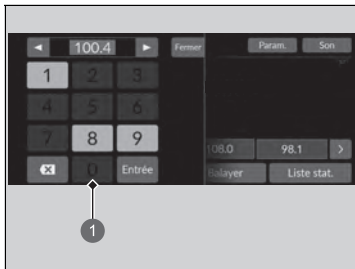 100.4
Fermer
Param.
Son
1
2
3
4
5
6
7
8
9
108.0
98.1
Balayer
Liste stat.
0
Entrée
1